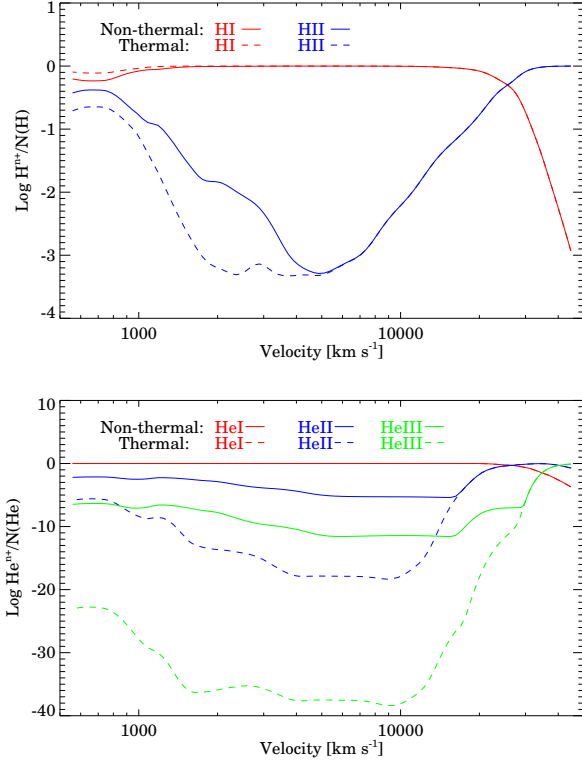 1
Non-thermal: HI HII
Thermal: HI HII
0
-1
-2
-3
-4
Log Hⁿ⁺/N(H)
1000 10000
Velocity [km s⁻¹]
10
Non-thermal: HeI HeII HeIII
Thermal: HeI HeII HeIII
0
-10
-20
-30
-40
Log Heⁿ⁺/N(He)
1000 10000
Velocity [km s⁻¹]